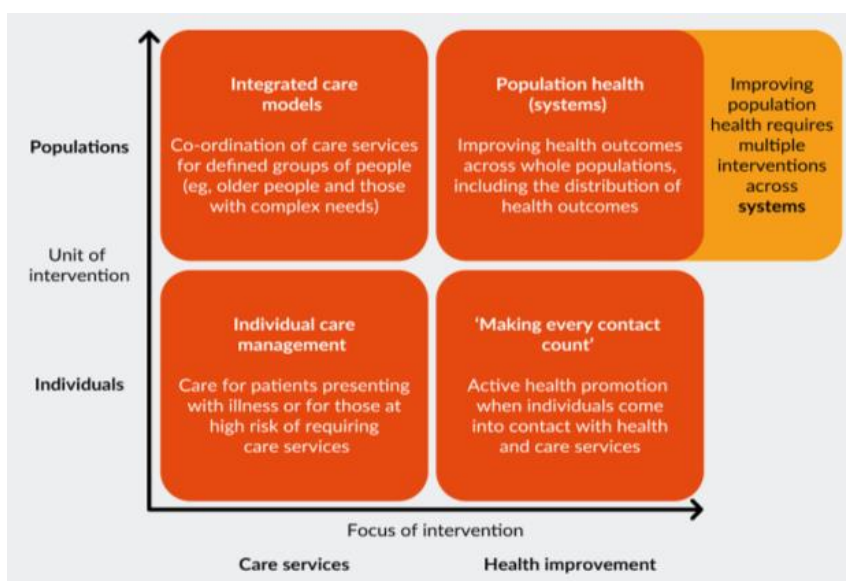 Populations
Unit of
intervention
Individuals
Integrated care
models
Co-ordination of care services
for defined groups of people
(eg, older people and those
with complex needs)
Population health
(systems)
Improving health outcomes
across whole populations,
including the distribution of
health outcomes
Improving
population
health requires
multiple
interventions
across
systems
Individual care
management
Care for patients presenting
with illness or for those at
high risk of requiring
care services
‘Making every contact
count’
Active health promotion
when individuals come
into contact with health
and care services
Focus of intervention
Care services
Health improvement